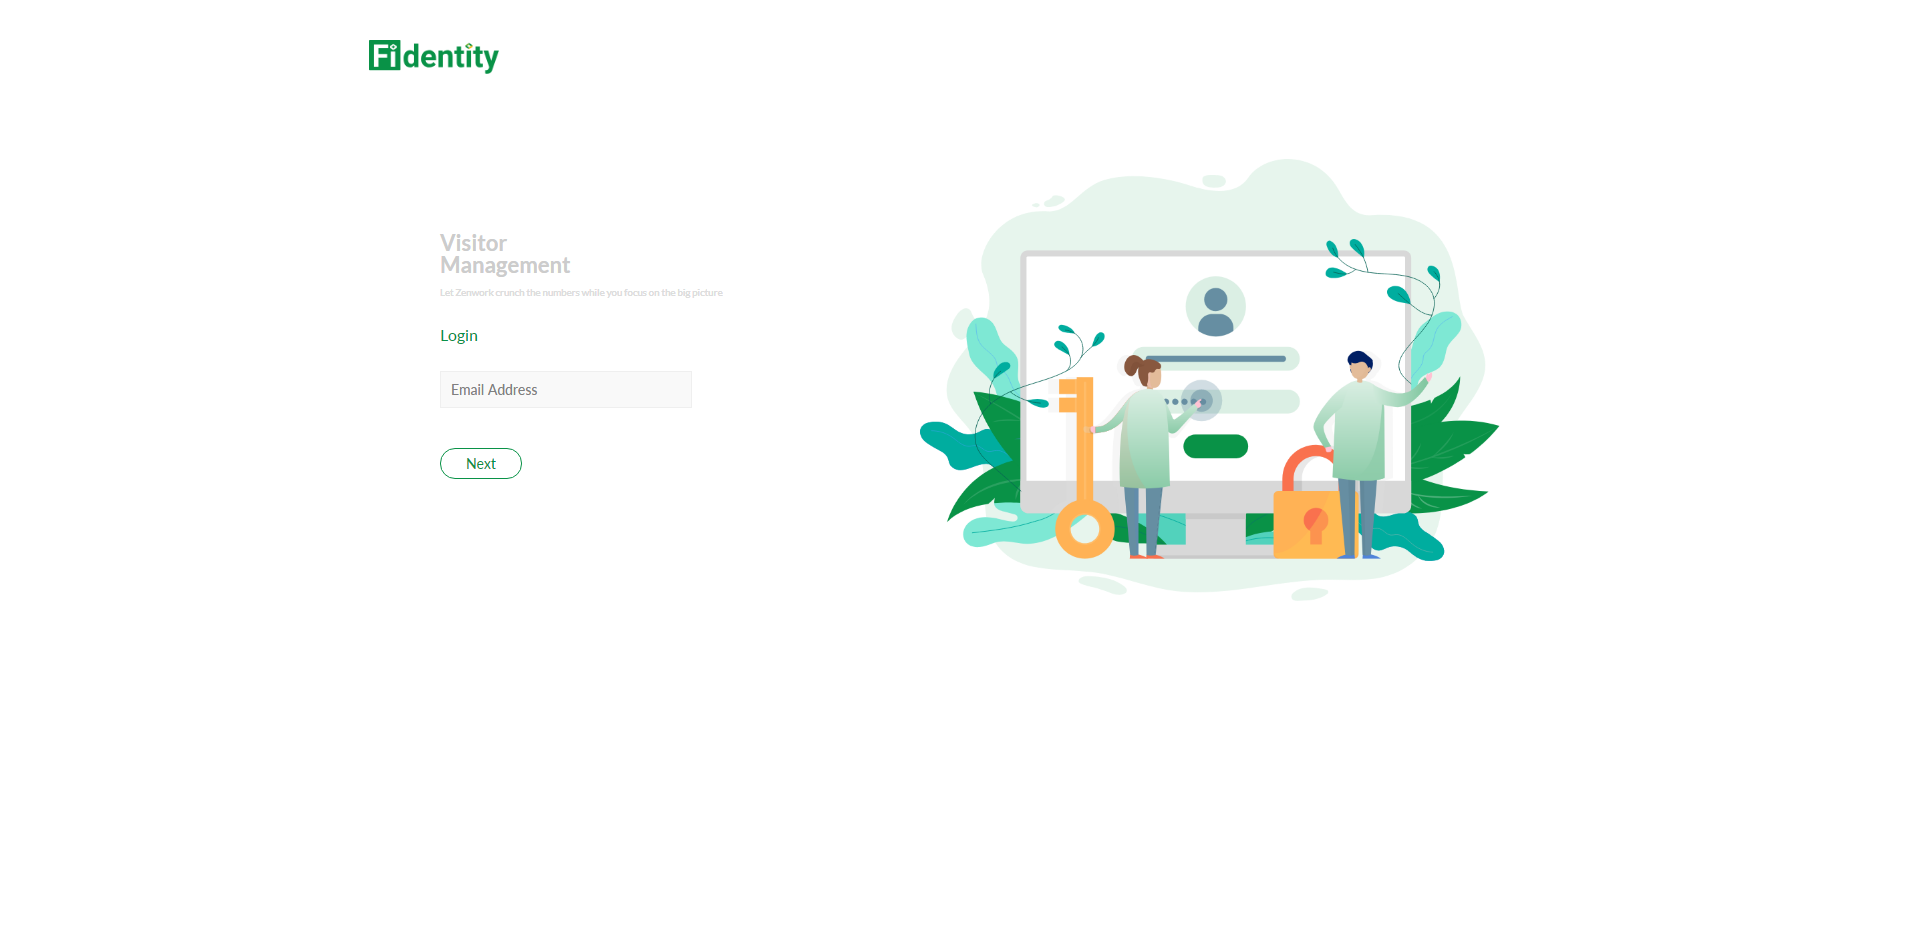 Fidentity
Visitor
Management
Let Zenwork crunch the numbers while you focus on the big picture
Login
Email Address
Next